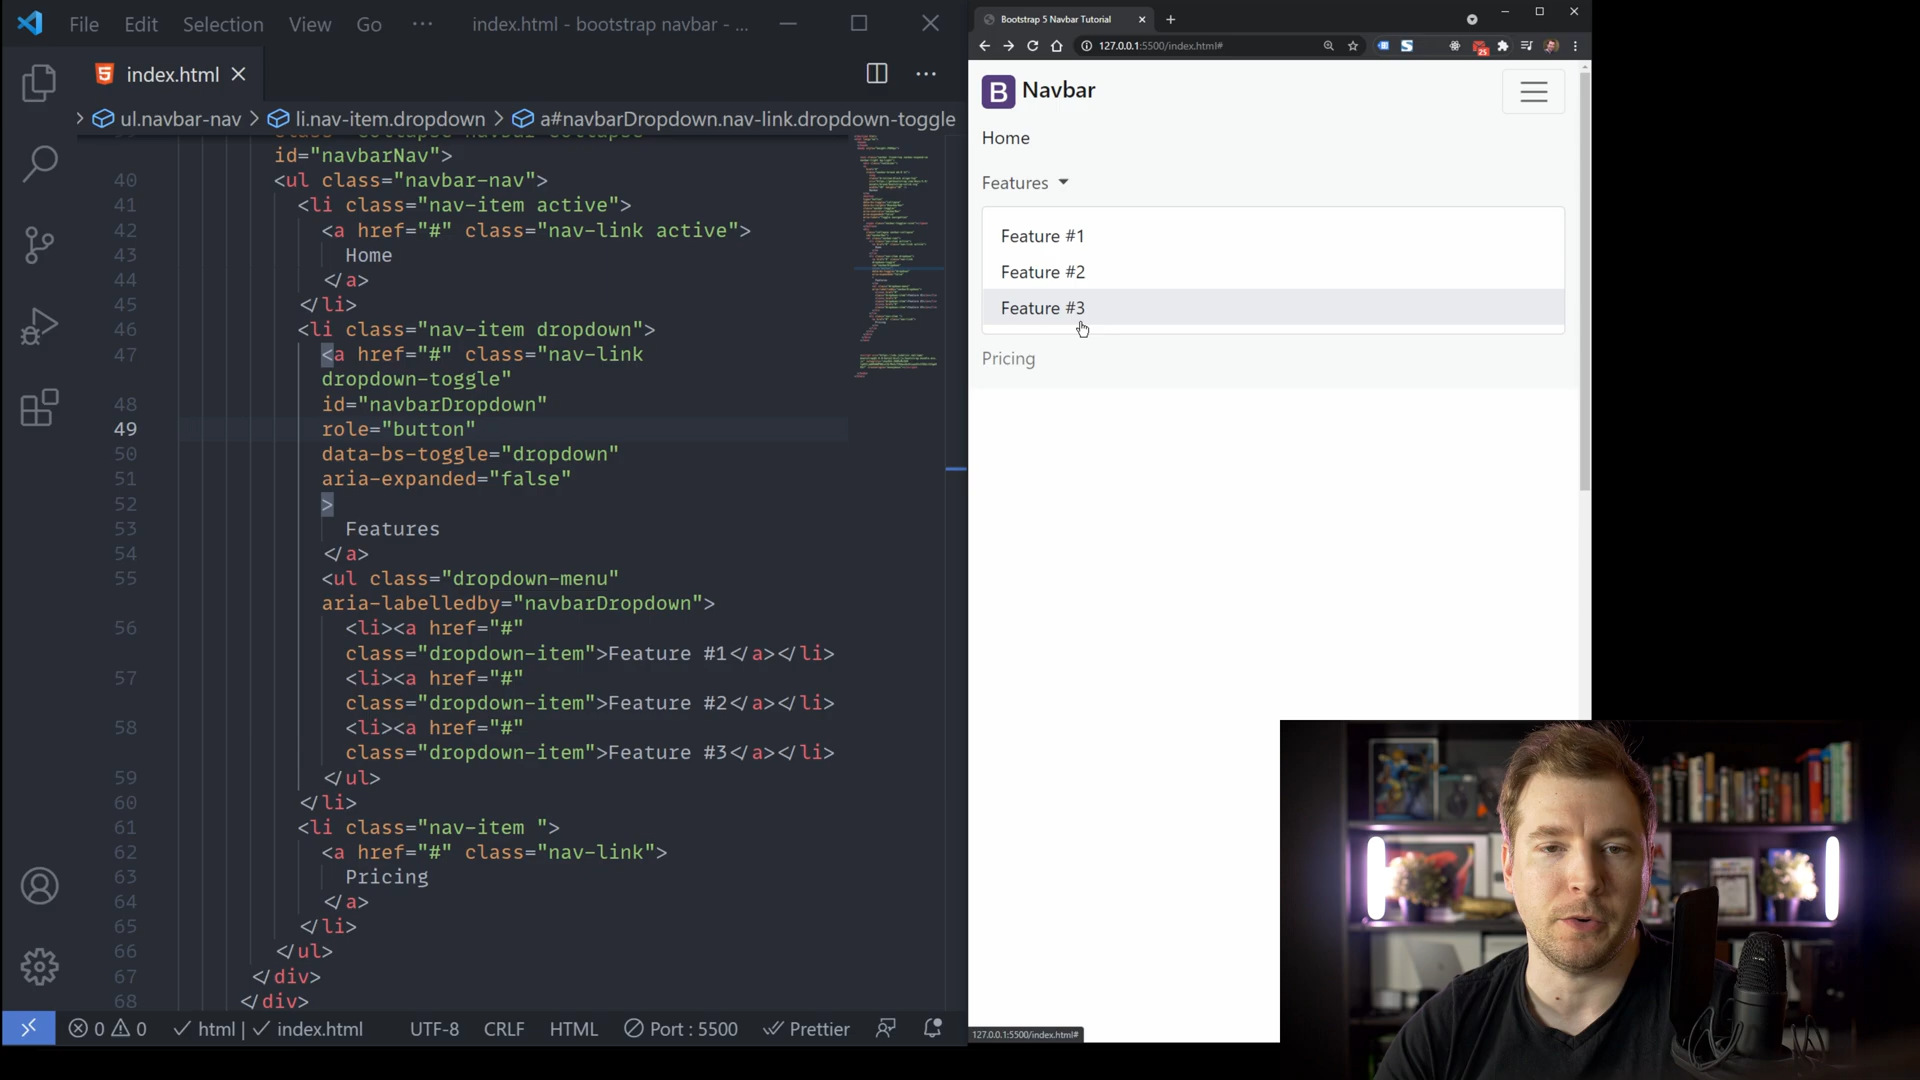 File Edit Selection View Go ··· index.html - bootstrap navbar - ...
index.html
ul.navbar-nav > li.nav-item.dropdown > a#navbarDropdown.nav-link.dropdown-toggle
class="collapse navbar-collapse"
id="navbarNav">
40 <ul class="navbar-nav">
41 <li class="nav-item active">
42 <a href="#" class="nav-link active">
43 Home
44 </a>
45 </li>
46 <li class="nav-item dropdown">
47 <a href="#" class="nav-link
dropdown-toggle"
48 id="navbarDropdown"
49 role="button"
50 data-bs-toggle="dropdown"
51 aria-expanded="false"
52 >
53 Features
54 </a>
55 <ul class="dropdown-menu"
aria-labelledby="navbarDropdown">
56 <li><a href="#"
class="dropdown-item">Feature #1</a></li>
57 <li><a href="#"
class="dropdown-item">Feature #2</a></li>
58 <li><a href="#"
class="dropdown-item">Feature #3</a></li>
59 </ul>
60 </li>
61 <li class="nav-item ">
62 <a href="#" class="nav-link">
63 Pricing
64 </a>
65 </li>
66 </ul>
67 </div>
68 </div>
0 0 html | index.html UTF-8 CRLF HTML Port : 5500 Prettier
Bootstrap 5 Navbar Tutorial
127.0.0.1:5500/index.html#
25
B Navbar
Home
Features
Feature #1
Feature #2
Feature #3
Pricing
127.0.0.1:5500/index.html#